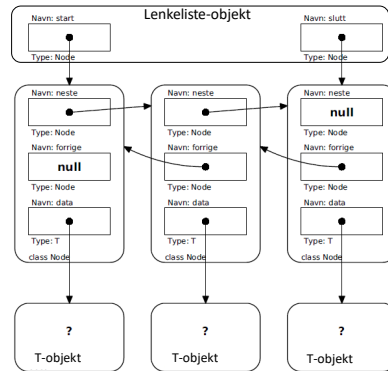 Lenkeliste-objekt
Navn: start
Navn: slutt
Type: Node
Type: Node
Navn: neste
Navn: neste
Navn: neste
null
Type: Node
Type: Node
Type: Node
Navn: forrige
Navn: forrige
Navn: forrige
null
Type: Node
Type: Node
Type: Node
Navn: data
Navn: data
Navn: data
Type: T
Type: T
Type: T
class Node
class Node
class Node
?
?
?
T-objekt
T-objekt
T-objekt